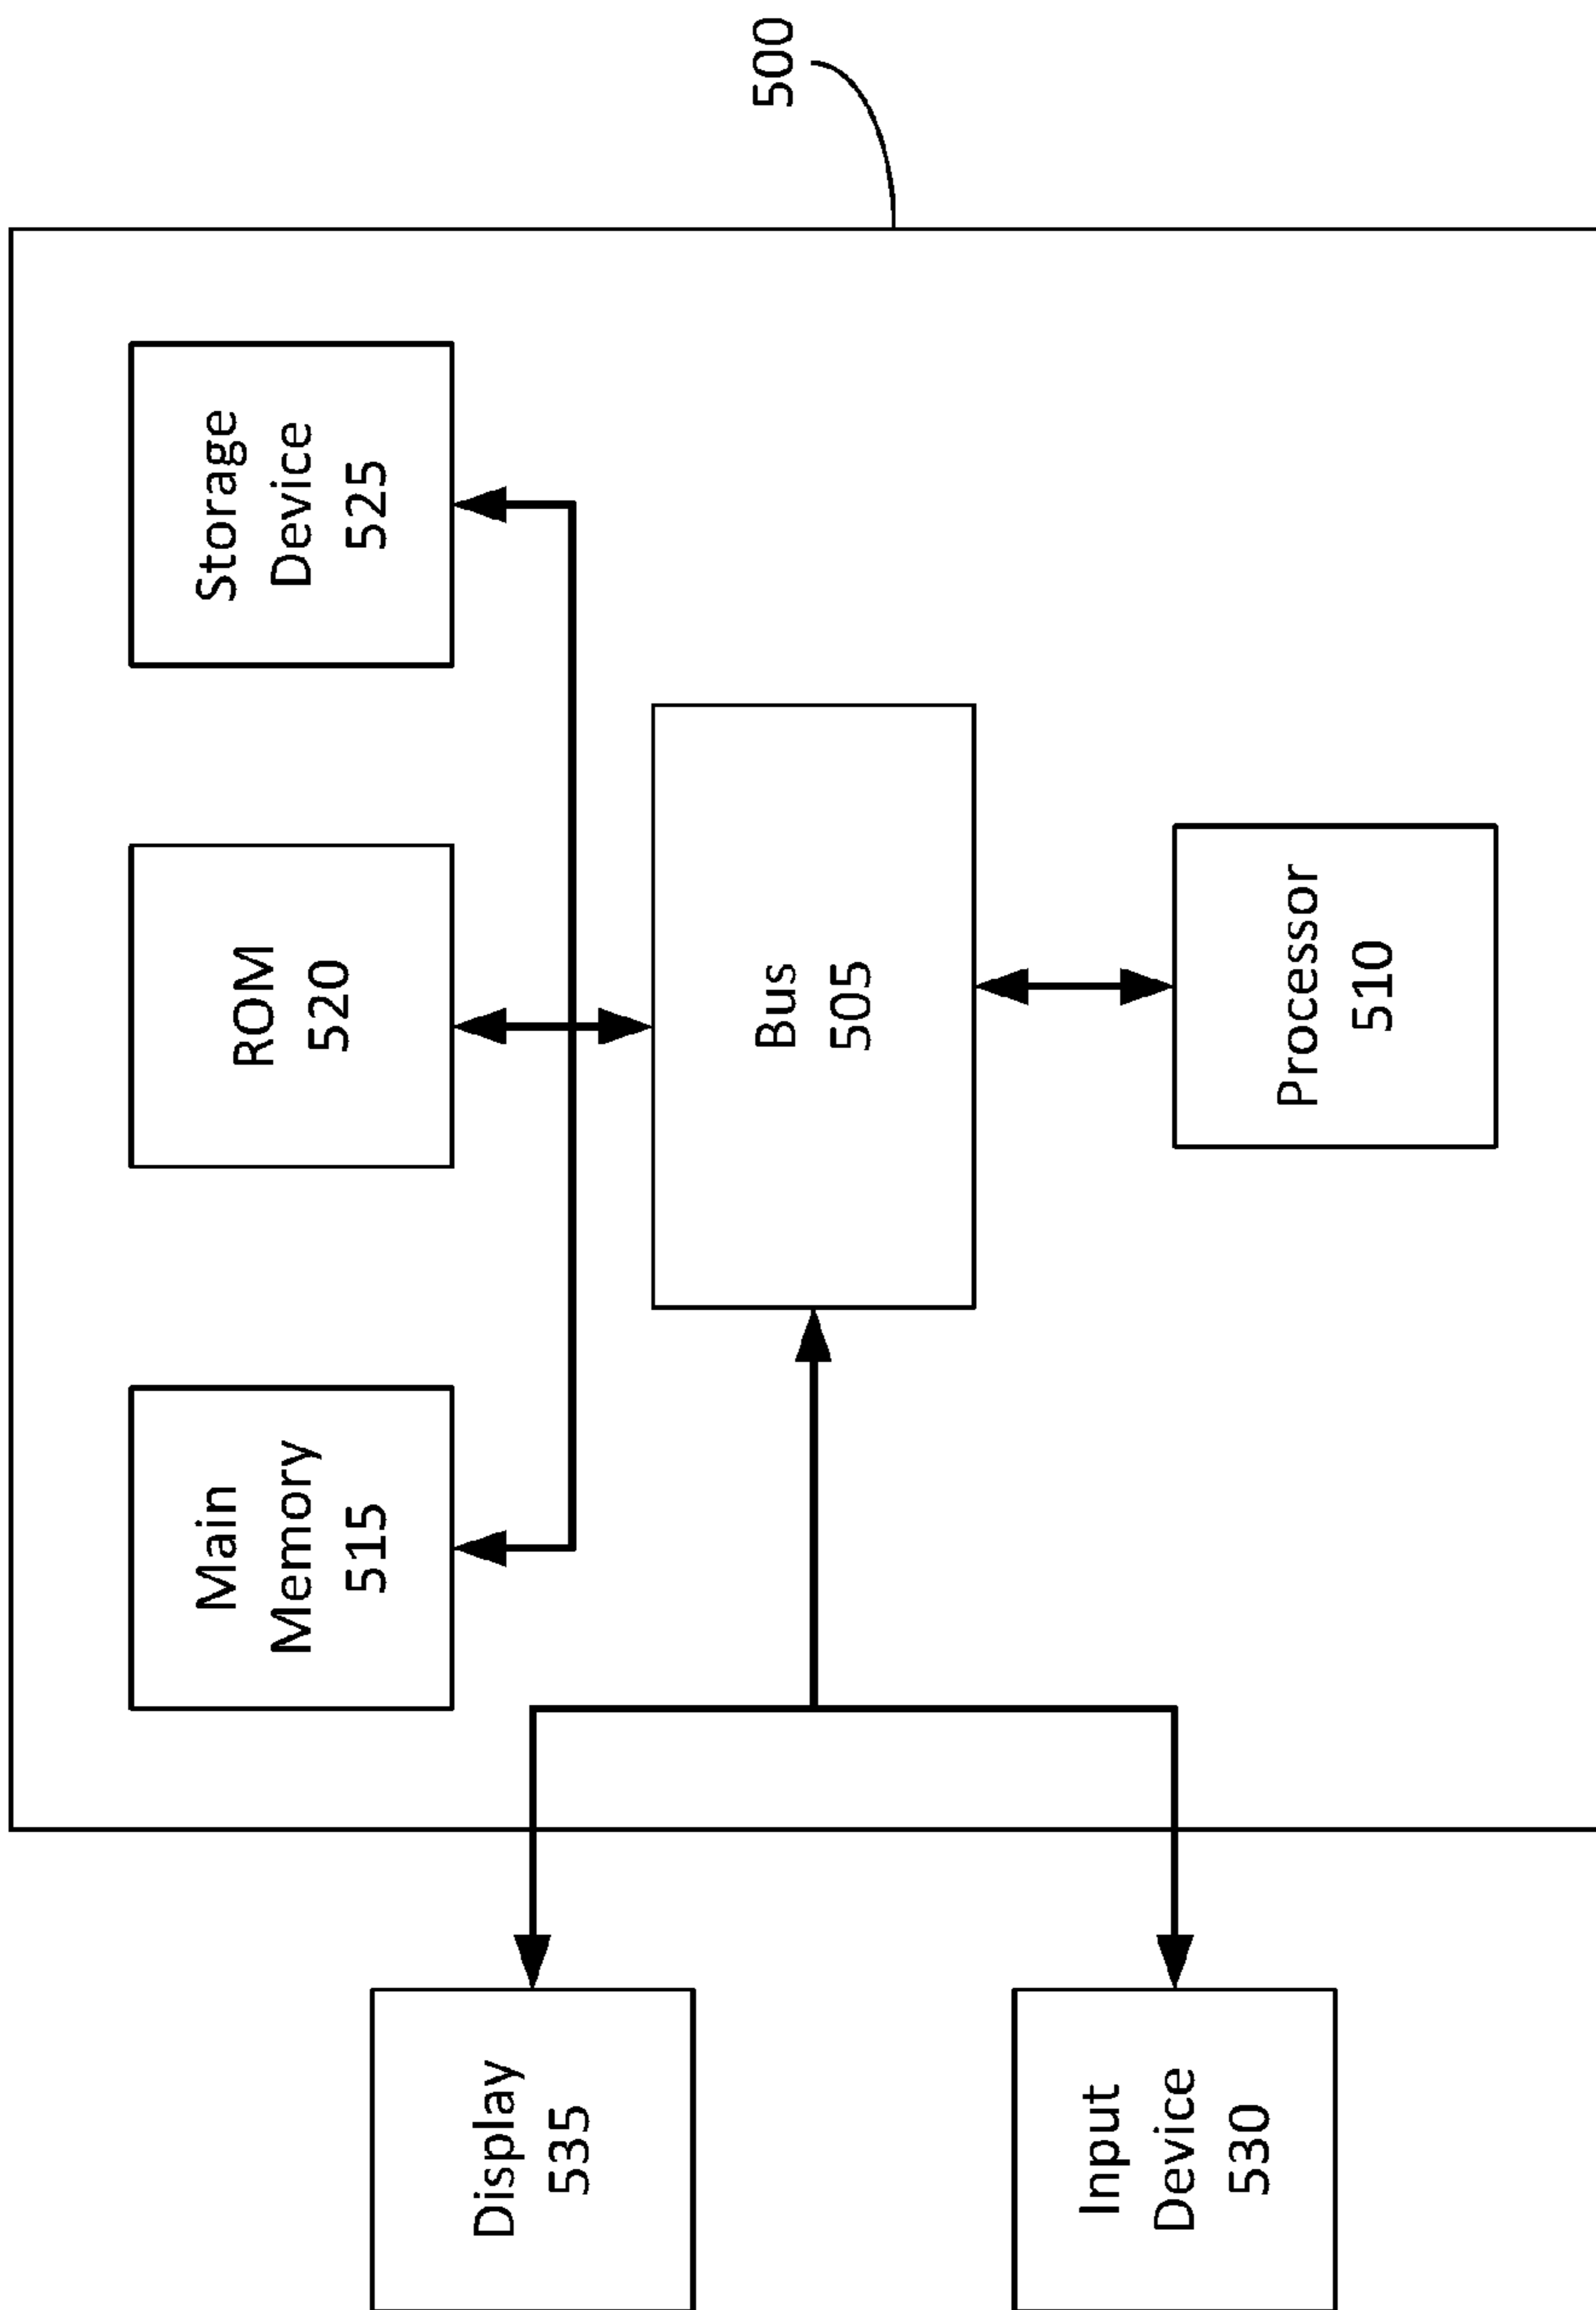 500
Main
Memory
515
ROM
520
Storage
Device
525
Display
535
Bus
505
Input
Device
530
Processor
510